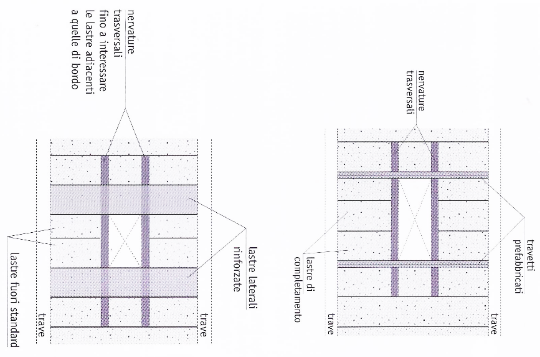 nervature
trasversali
fino a interessare
le lastre adiacenti
a quelle di bordo
lastre laterali
rinforzate
lastre fuori standard
trave
trave
nervature
trasversali
travetti
prefabbricati
lastre di
completamento
trave
trave